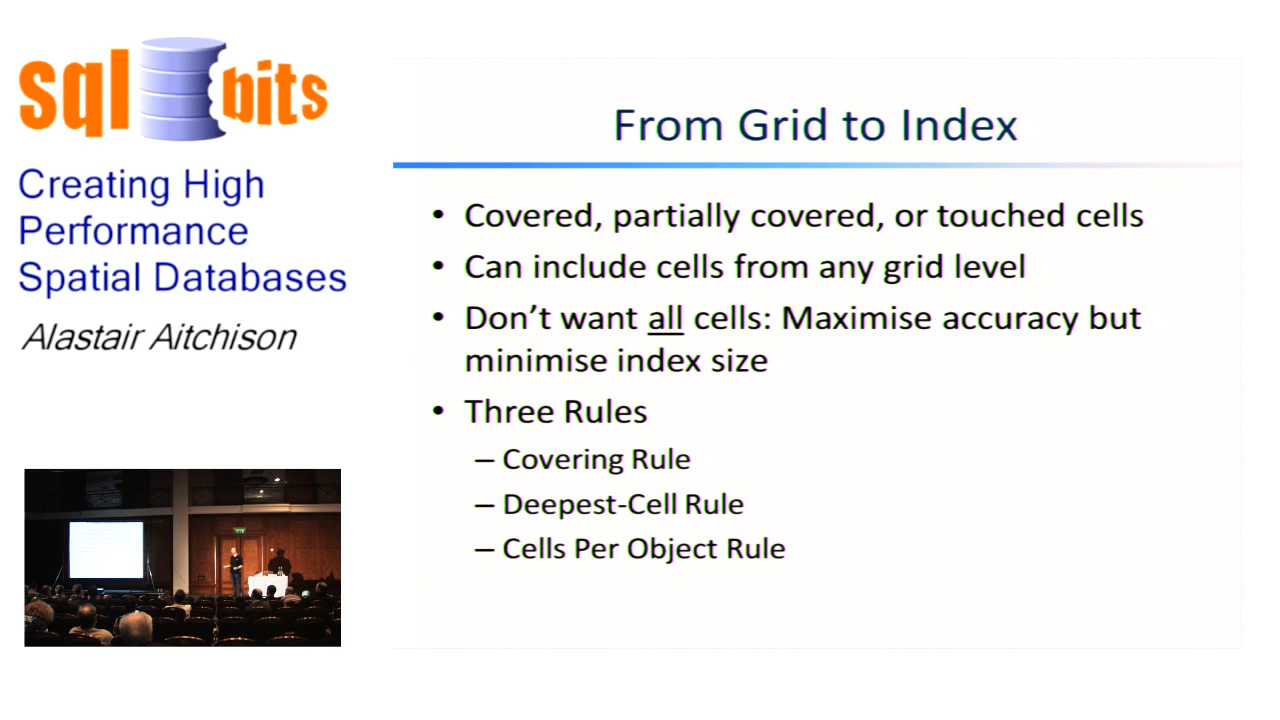 sql bits
Creating High
Performance
Spatial Databases
Alastair Aitchison
From Grid to Index
• Covered, partially covered, or touched cells
• Can include cells from any grid level
• Don’t want all cells: Maximise accuracy but
minimise index size
• Three Rules
– Covering Rule
– Deepest-Cell Rule
– Cells Per Object Rule